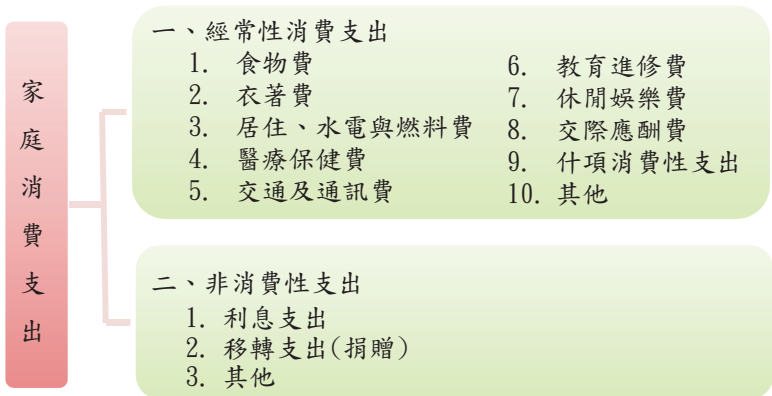 家庭消費支出
一、經常性消費支出
1. 食物費
2. 衣著費
3. 居住、水電與燃料費
4. 醫療保健費
5. 交通及通訊費
6. 教育進修費
7. 休閒娛樂費
8. 交際應酬費
9. 什項消費性支出
10. 其他
二、非消費性支出
1. 利息支出
2. 移轉支出(捐贈)
3. 其他